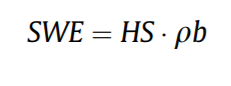 SWE = HS · ρb